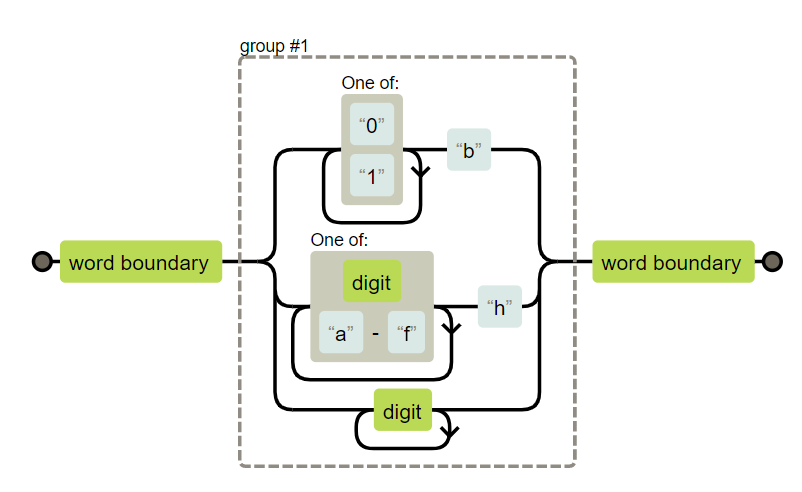 group #1
One of:
“0”
“b”
“1”
One of:
word boundary
word boundary
digit
“h”
“a” - “f”
digit